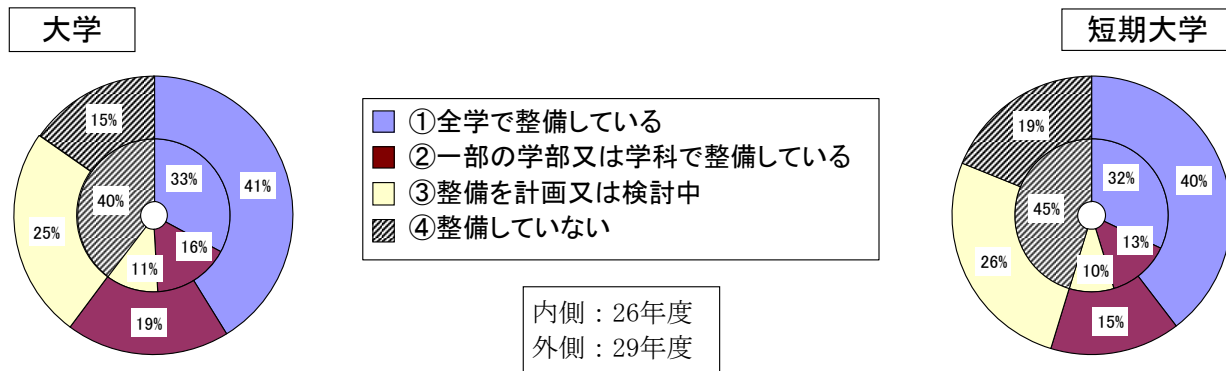 大学
短期大学
15%
33%
41%
40%
25%
16%
11%
19%
①全学で整備している
②一部の学部又は学科で整備している
③整備を計画又は検討中
④整備していない
内側：26年度
外側：29年度
19%
32%
40%
45%
13%
26%
10%
15%